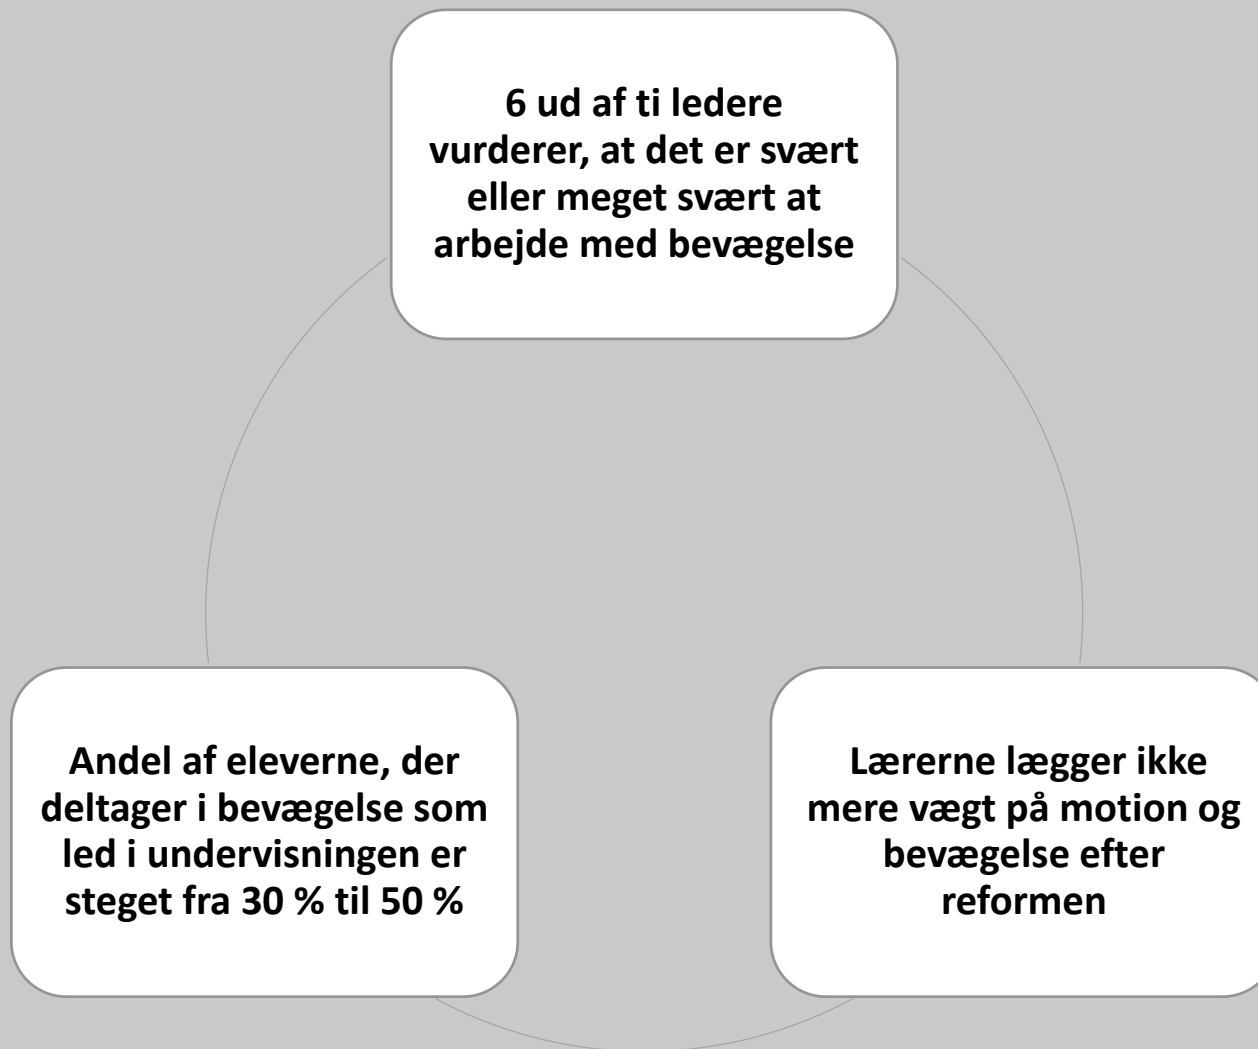 6 ud af ti ledere
vurderer, at det er svært
eller meget svært at
arbejde med bevægelse
Andel af eleverne, der
deltager i bevægelse som
led i undervisningen er
steget fra 30 % til 50 %
Lærerne lægger ikke
mere vægt på motion og
bevægelse efter
reformen